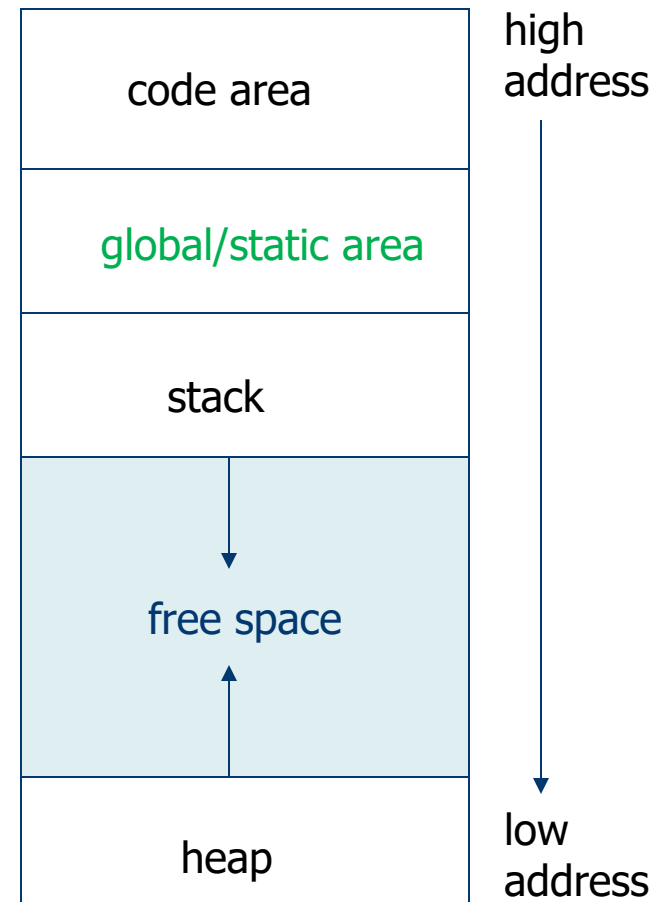 high
address
code area
global/static area
stack
free space
heap
low
address